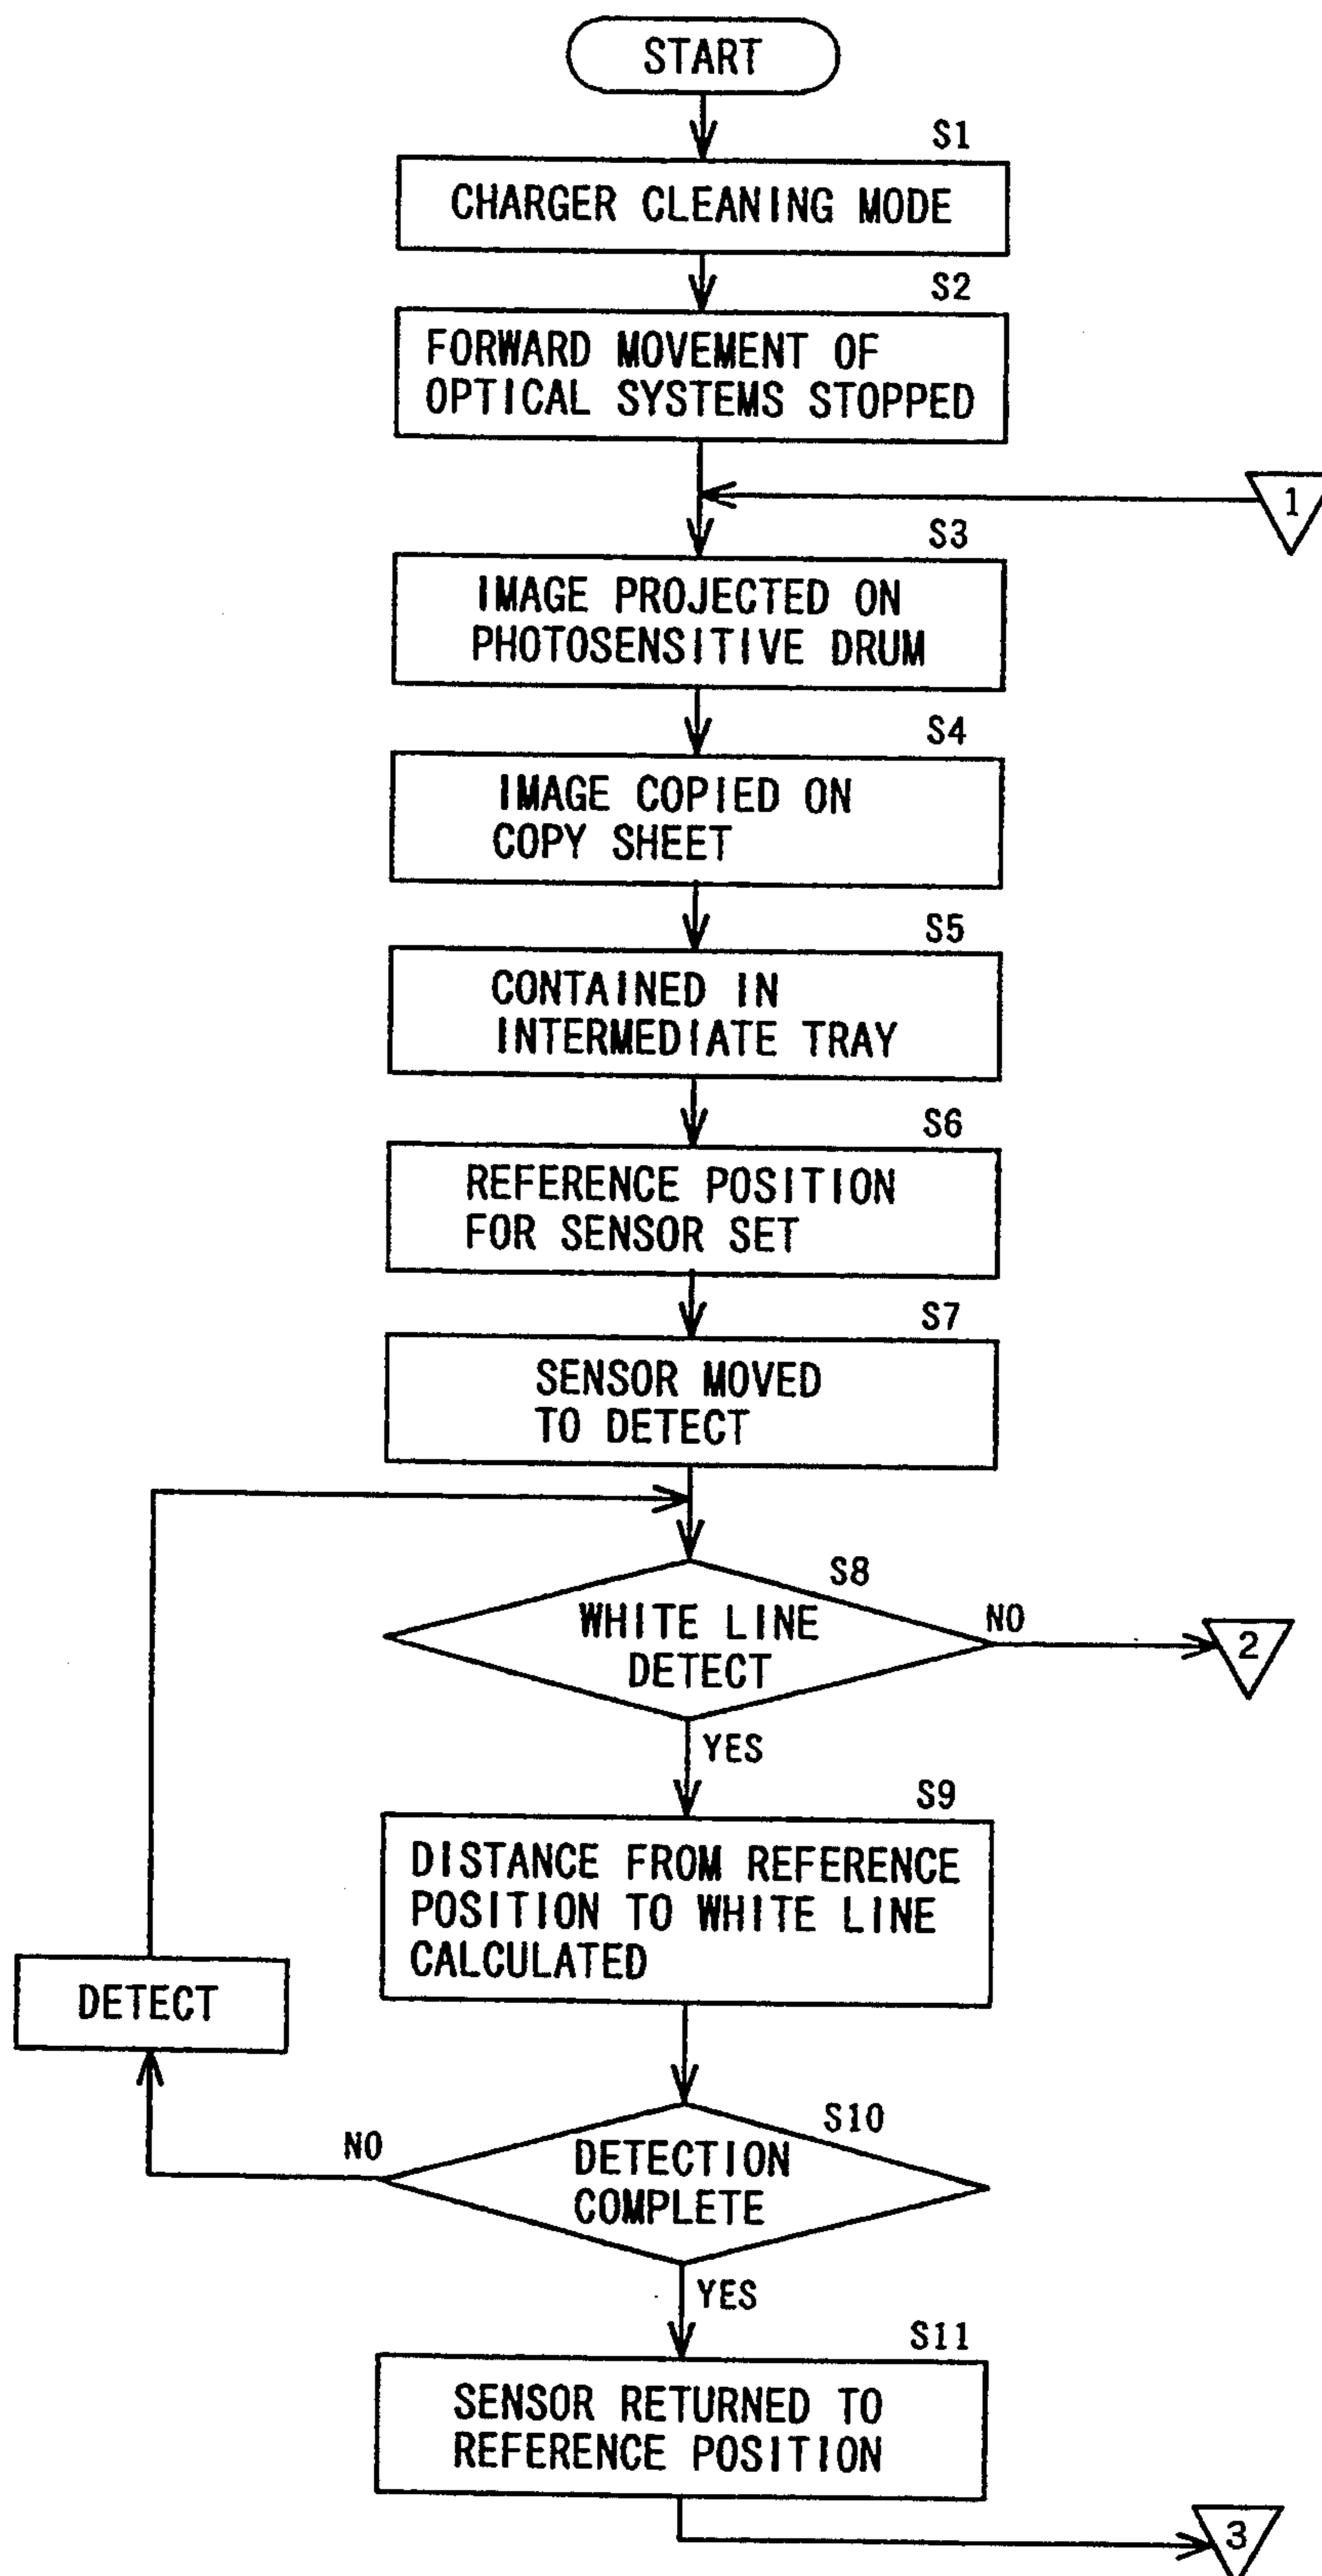 START
S1
CHARGER CLEANING MODE
S2
FORWARD MOVEMENT OF
OPTICAL SYSTEMS STOPPED
1
S3
IMAGE PROJECTED ON
PHOTOSENSITIVE DRUM
S4
IMAGE COPIED ON
COPY SHEET
S5
CONTAINED IN
INTERMEDIATE TRAY
S6
REFERENCE POSITION
FOR SENSOR SET
S7
SENSOR MOVED
TO DETECT
S8
WHITE LINE
DETECT
NO
2
YES
S9
DISTANCE FROM REFERENCE
POSITION TO WHITE LINE
CALCULATED
DETECT
S10
NO
DETECTION
COMPLETE
YES
S11
SENSOR RETURNED TO
REFERENCE POSITION
3